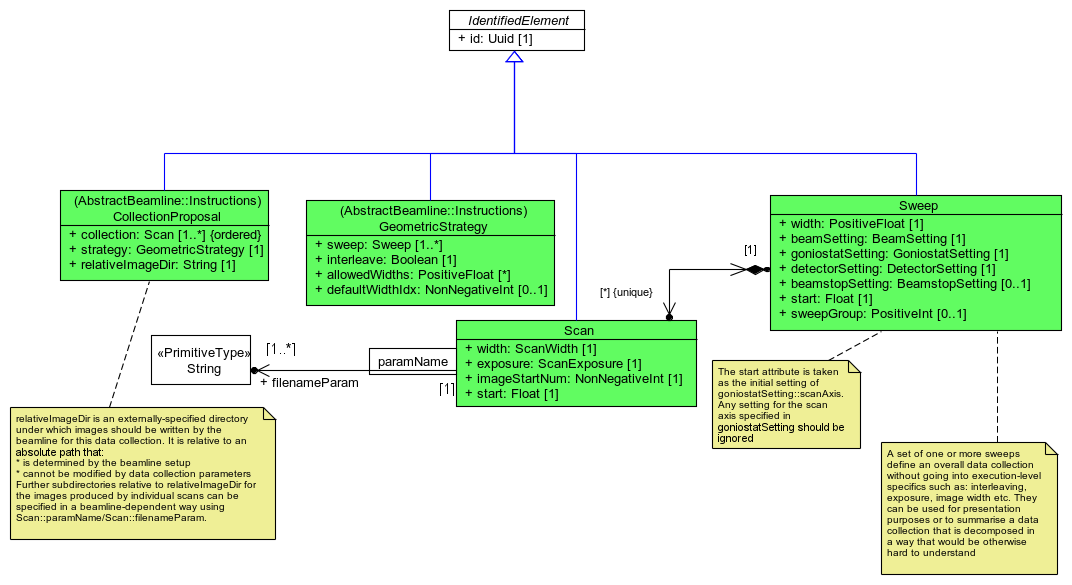 IdentifiedElement
+ id: Uuid [1]
(AbstractBeamline::Instructions)
CollectionProposal
+ collection: Scan [1..*] {ordered}
+ strategy: GeometricStrategy [1]
+ relativeImageDir: String [1]
(AbstractBeamline::Instructions)
GeometricStrategy
+ sweep: Sweep [1..*]
+ interleave: Boolean [1]
+ allowedWidths: PositiveFloat [*]
+ defaultWidthIdx: NonNegativeInt [0..1]
Sweep
+ width: PositiveFloat [1]
+ beamSetting: BeamSetting [1]
+ goniostatSetting: GoniostatSetting [1]
+ detectorSetting: DetectorSetting [1]
+ beamstopSetting: BeamstopSetting [0..1]
+ start: Float [1]
+ sweepGroup: PositiveInt [0..1]
[1]
[*] {unique}
Scan
+ width: ScanWidth [1]
+ exposure: ScanExposure [1]
+ imageStartNum: NonNegativeInt [1]
+ start: Float [1]
«PrimitiveType»
String
[1..*]
+ filenameParam
paramName
[1]
relativeImageDir is an externally-specified directory
under which images should be written by the
beamline for this data collection. It is relative to an
absolute path that:
* is determined by the beamline setup
* cannot be modified by data collection parameters
Further subdirectories relative to relativeImageDir for
the images produced by individual scans can be
specified in a beamline-dependent way using
Scan::paramName/Scan::filenameParam.
The start attribute is taken
as the initial setting of
goniostatSetting::scanAxis.
Any setting for the scan
axis specified in
goniostatSetting should be
ignored
A set of one or more sweeps
define an overall data collection
without going into execution-level
specifics such as: interleaving,
exposure, image width etc. They
can be used for presentation
purposes or to summarise a data
collection that is decomposed in
a way that would be otherwise
hard to understand